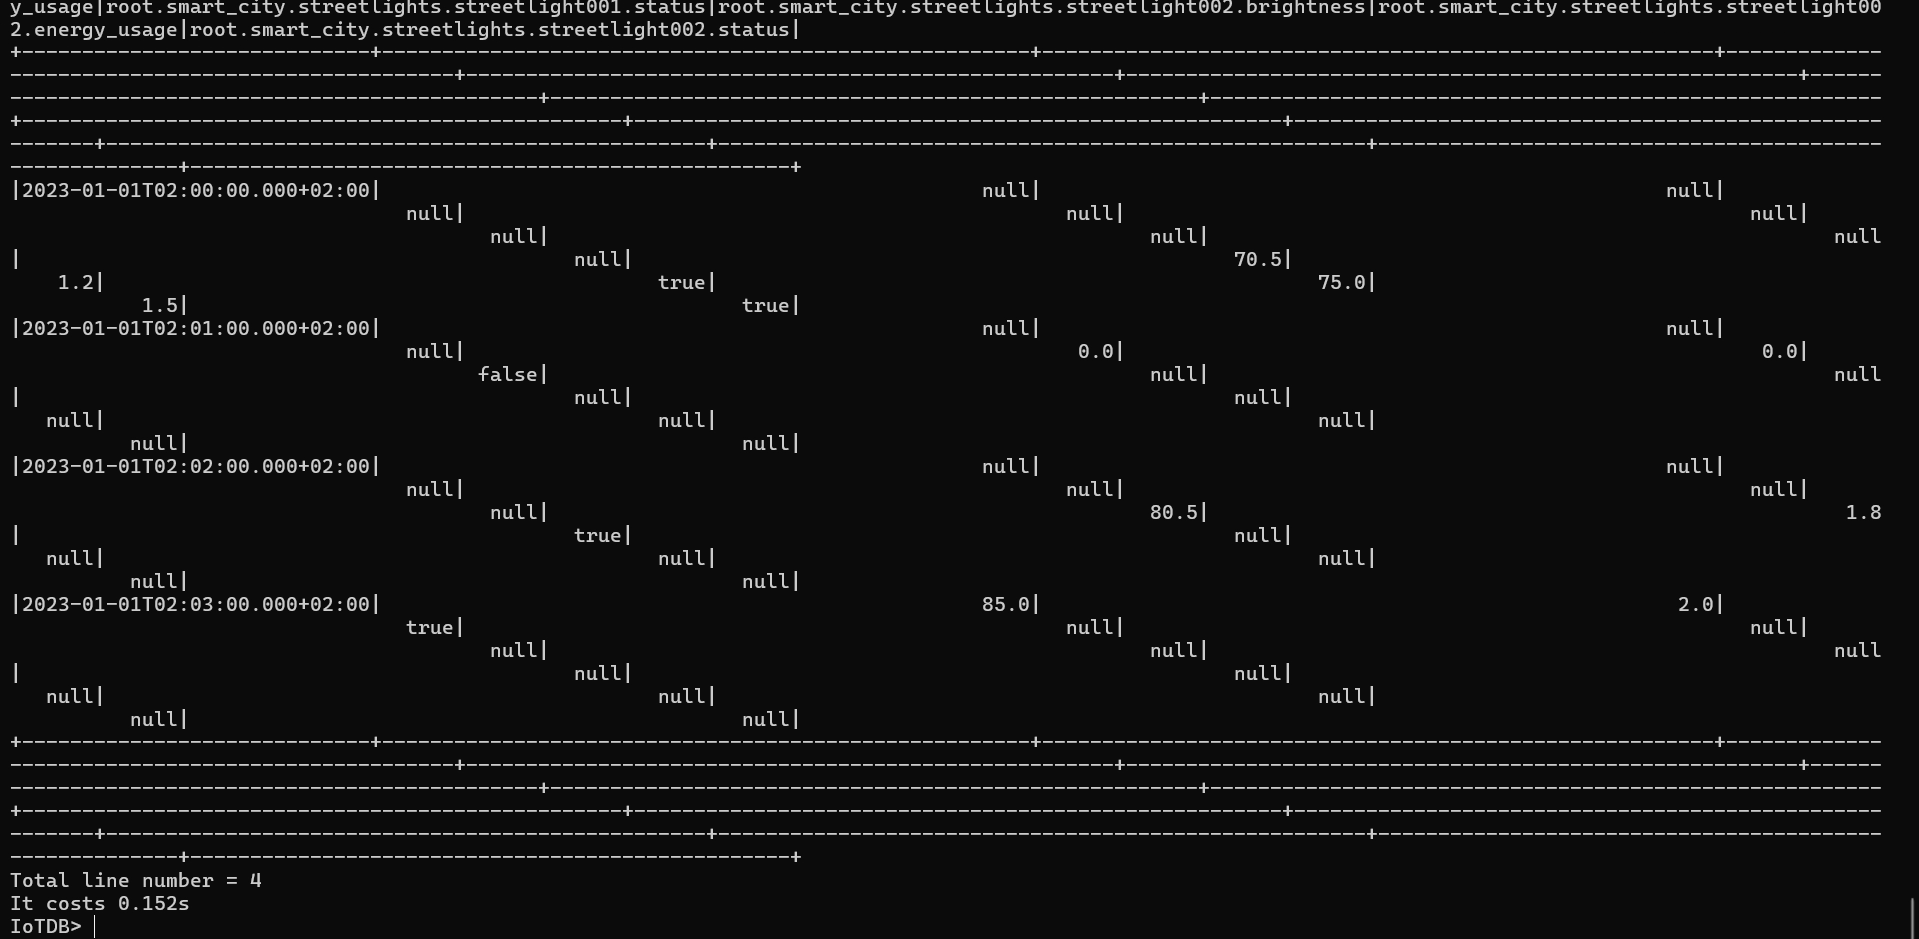 y_usage|root.smart_city.streetlights.streetlight001.status|root.smart_city.streetlights.streetlight002.brightness|root.smart_city.streetlights.streetlight00
2.energy_usage|root.smart_city.streetlights.streetlight002.status|
+-----------------------------+------------------------------------------------------+--------------------------------------------------------+-------------
-------------------------------------+------------------------------------------------------+--------------------------------------------------------+------
--------------------------------------------+------------------------------------------------------+--------------------------------------------------------
+--------------------------------------------------+------------------------------------------------------+-------------------------------------------------
-------+--------------------------------------------------+------------------------------------------------------+------------------------------------------
--------------+--------------------------------------------------+
|2023-01-01T02:00:00.000+02:00|                                                  null|                                                    null|
                                 null|                                                  null|                                                    null|
                                        null|                                                  null|                                                    null
|                                              null|                                                  70.5|
    1.2|                                              true|                                                  75.0|
           1.5|                                              true|
|2023-01-01T02:01:00.000+02:00|                                                  null|                                                    null|
                                 null|                                                   0.0|                                                     0.0|
                                       false|                                                  null|                                                    null
|                                              null|                                                  null|
   null|                                              null|                                                  null|
          null|                                              null|
|2023-01-01T02:02:00.000+02:00|                                                  null|                                                    null|
                                 null|                                                  null|                                                    null|
                                        null|                                                  80.5|                                                     1.8
|                                              true|                                                  null|
   null|                                              null|                                                  null|
          null|                                              null|
|2023-01-01T02:03:00.000+02:00|                                                  85.0|                                                     2.0|
                                 true|                                                  null|                                                    null|
                                        null|                                                  null|                                                    null
|                                              null|                                                  null|
   null|                                              null|                                                  null|
          null|                                              null|
+-----------------------------+------------------------------------------------------+--------------------------------------------------------+-------------
-------------------------------------+------------------------------------------------------+--------------------------------------------------------+------
--------------------------------------------+------------------------------------------------------+--------------------------------------------------------
+--------------------------------------------------+------------------------------------------------------+-------------------------------------------------
-------+--------------------------------------------------+------------------------------------------------------+------------------------------------------
--------------+--------------------------------------------------+
Total line number = 4
It costs 0.152s
IoTDB>